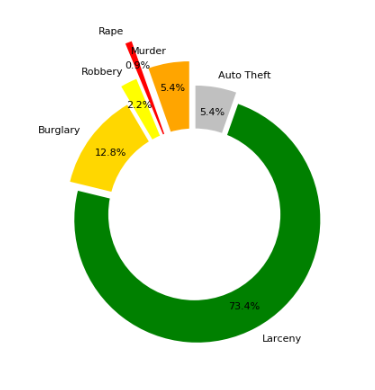 Rape
Murder
0.9%
Robbery
Auto Theft
5.4%
2.2%
5.4%
Burglary
12.8%
73.4%
Larceny